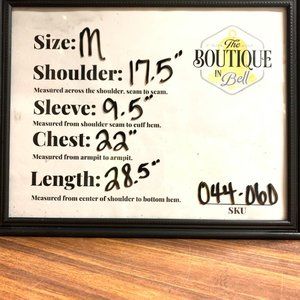 Size: M
The
BOUTIQUE
IN
Bell
Shoulder: 17.5"
Measured across the shoulder, seam to seam.
Sleeve: 9.5"
Measured from shoulder seam to cuff hem.
Chest: 22"
Measured from armpit to armpit.
Length: 28.5"
Measured from center of shoulder to bottom hem.
044-060
SKU